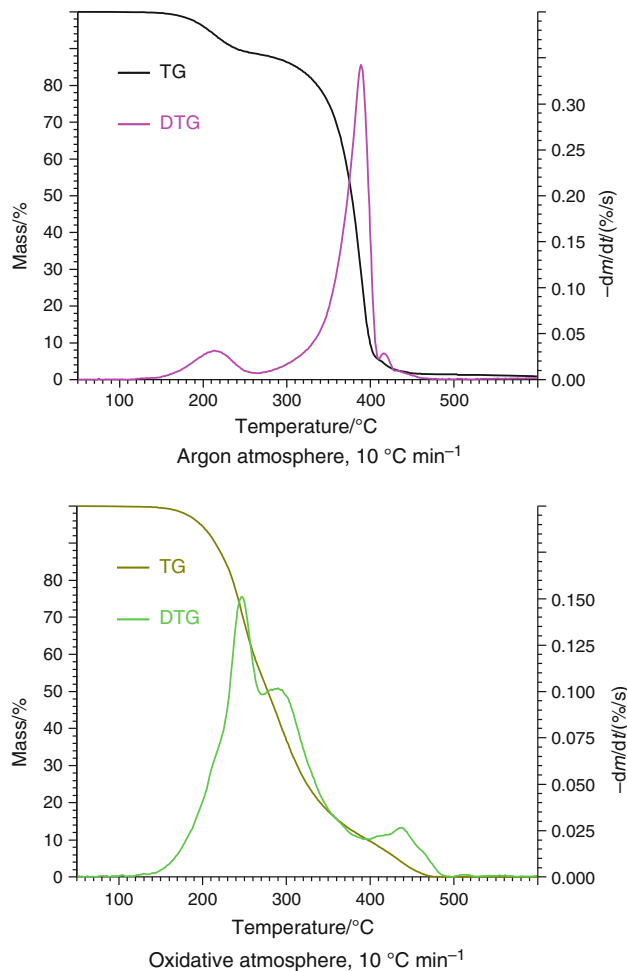 TG
DTG
80
70
60
50
40
30
20
10
0
Mass/%
0.30
0.25
0.20
0.15
0.10
0.05
0.00
–dm/dt/(%/s)
100 200 300 400 500
Temperature/°C
Argon atmosphere, 10 °C min–1
TG
DTG
80
70
60
50
40
30
20
10
0
Mass/%
0.150
0.125
0.100
0.075
0.050
0.025
0.000
–dm/dt/(%/s)
100 200 300 400 500
Temperature/°C
Oxidative atmosphere, 10 °C min–1